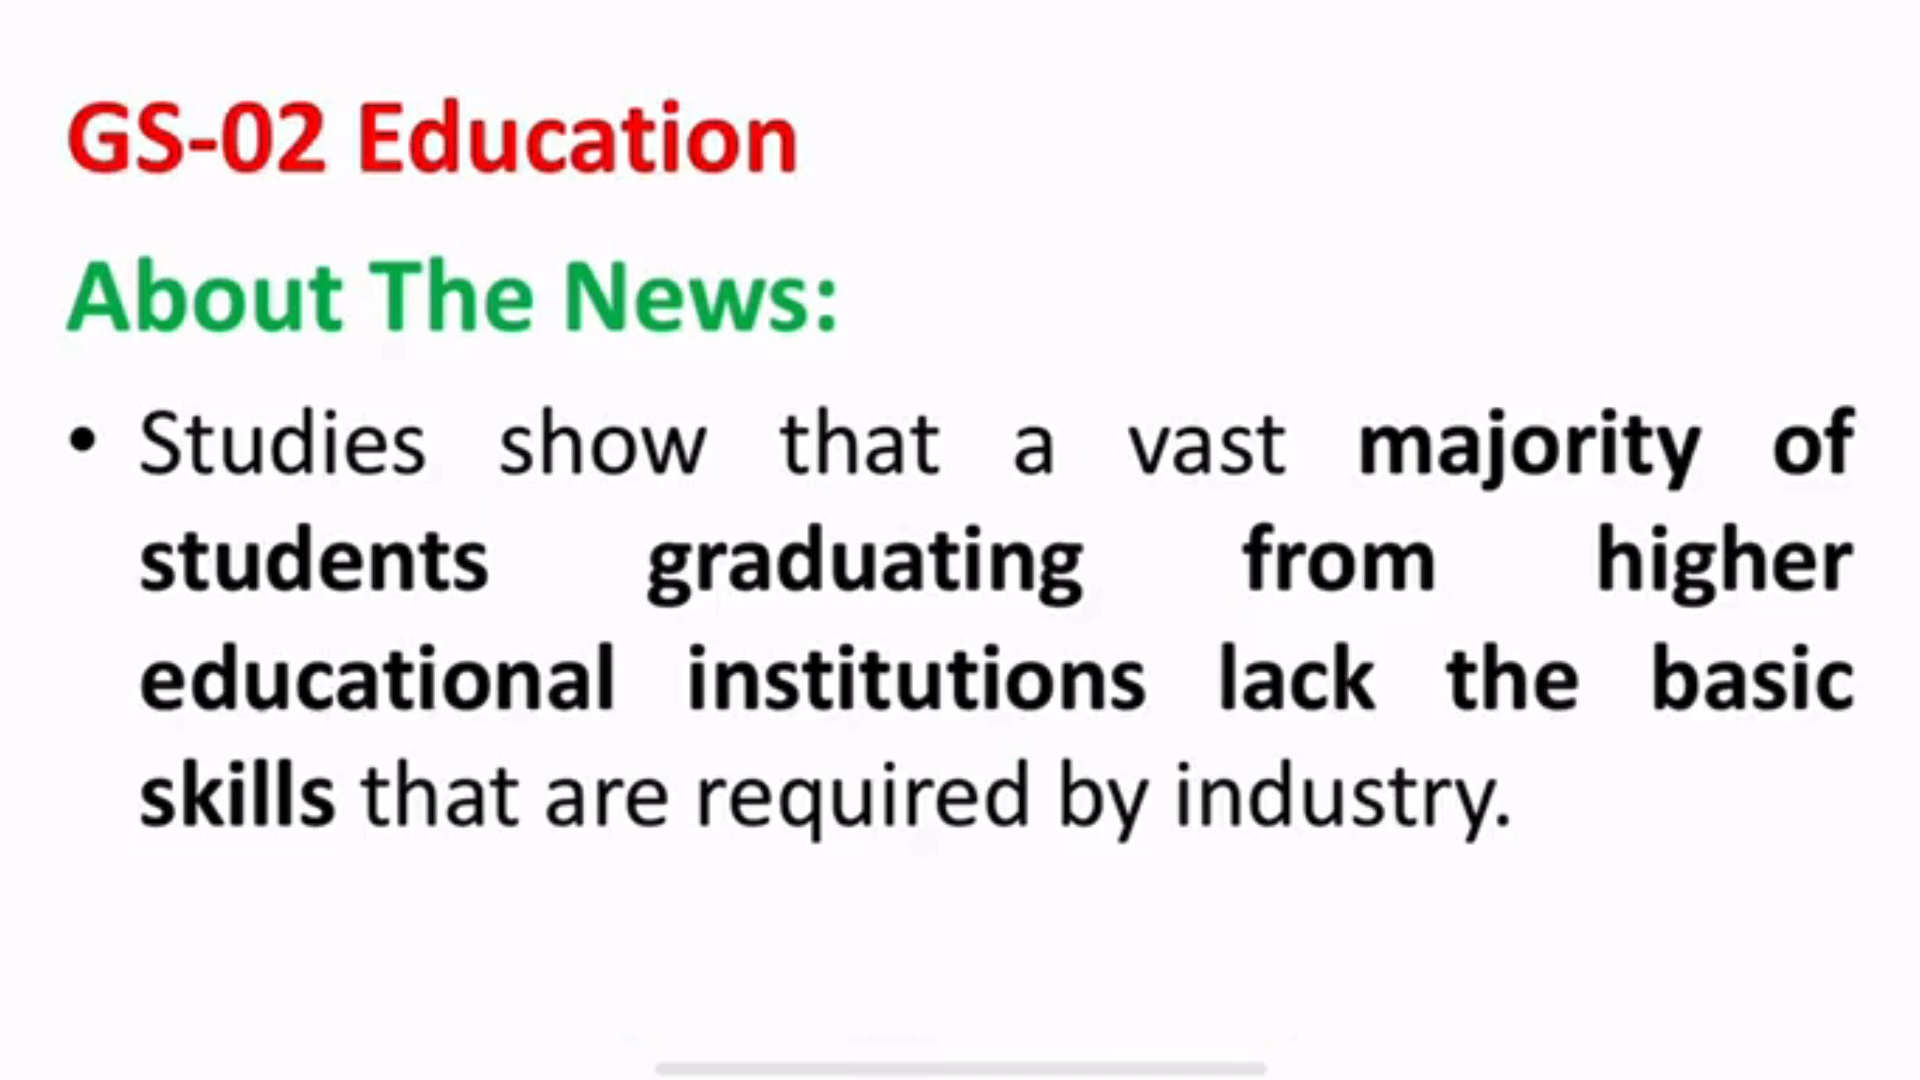 GS-02 Education
About The News:
• Studies show that a vast majority of
students graduating from higher
educational institutions lack the basic
skills that are required by industry.